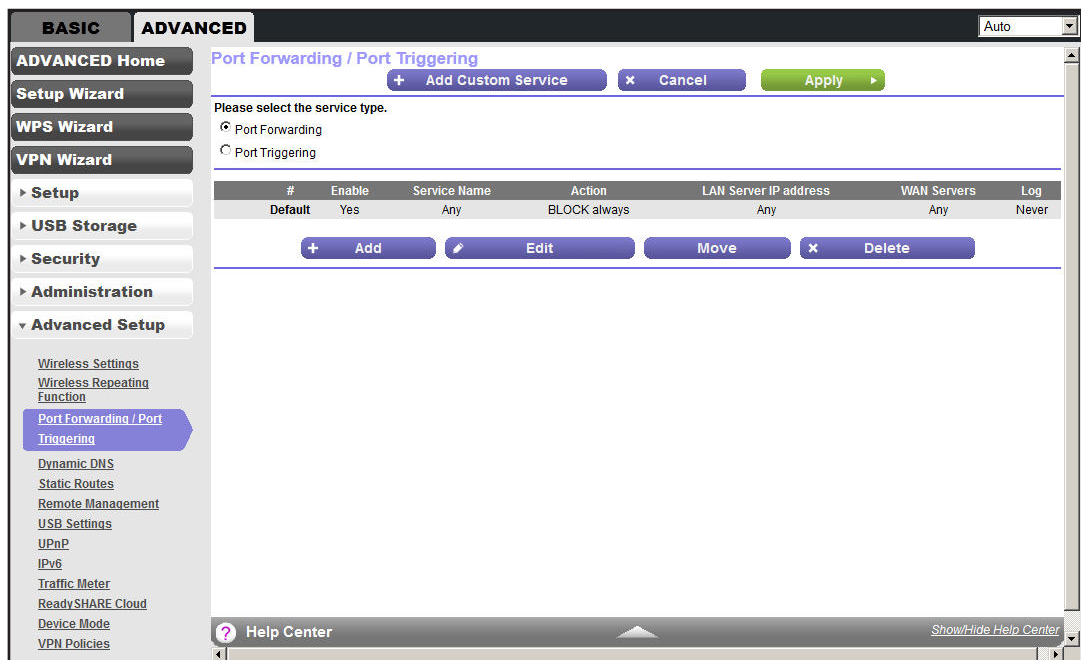 BASIC ADVANCED Auto
ADVANCED Home
Setup Wizard
WPS Wizard
VPN Wizard
Setup
USB Storage
Security
Administration
Advanced Setup
Wireless Settings
Wireless Repeating
Function
Port Forwarding / Port
Triggering
Dynamic DNS
Static Routes
Remote Management
USB Settings
UPnP
IPv6
Traffic Meter
ReadySHARE Cloud
Device Mode
VPN Policies
Port Forwarding / Port Triggering
+ Add Custom Service × Cancel Apply
Please select the service type.
Port Forwarding
Port Triggering
# Enable Service Name Action LAN Server IP address WAN Servers Log
Default Yes Any BLOCK always Any Any Never
+ Add Edit Move × Delete
? Help Center Show/Hide Help Center